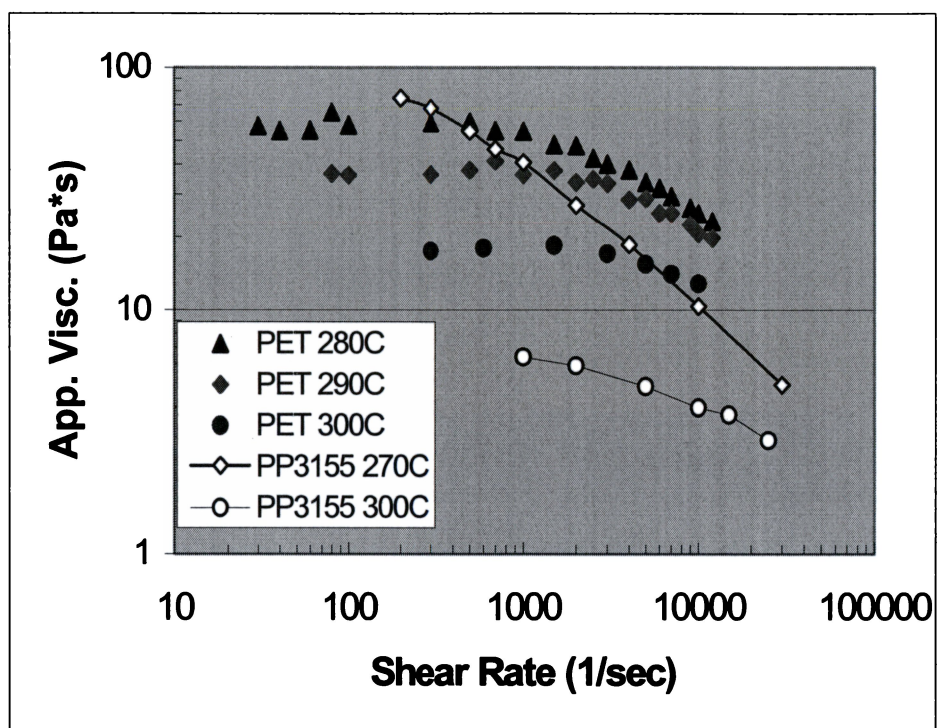 100
10
1
App. Visc. (Pa*s)
PET 280C
PET 290C
PET 300C
PP3155 270C
PP3155 300C
10 100 1000 10000 100000
Shear Rate (1/sec)